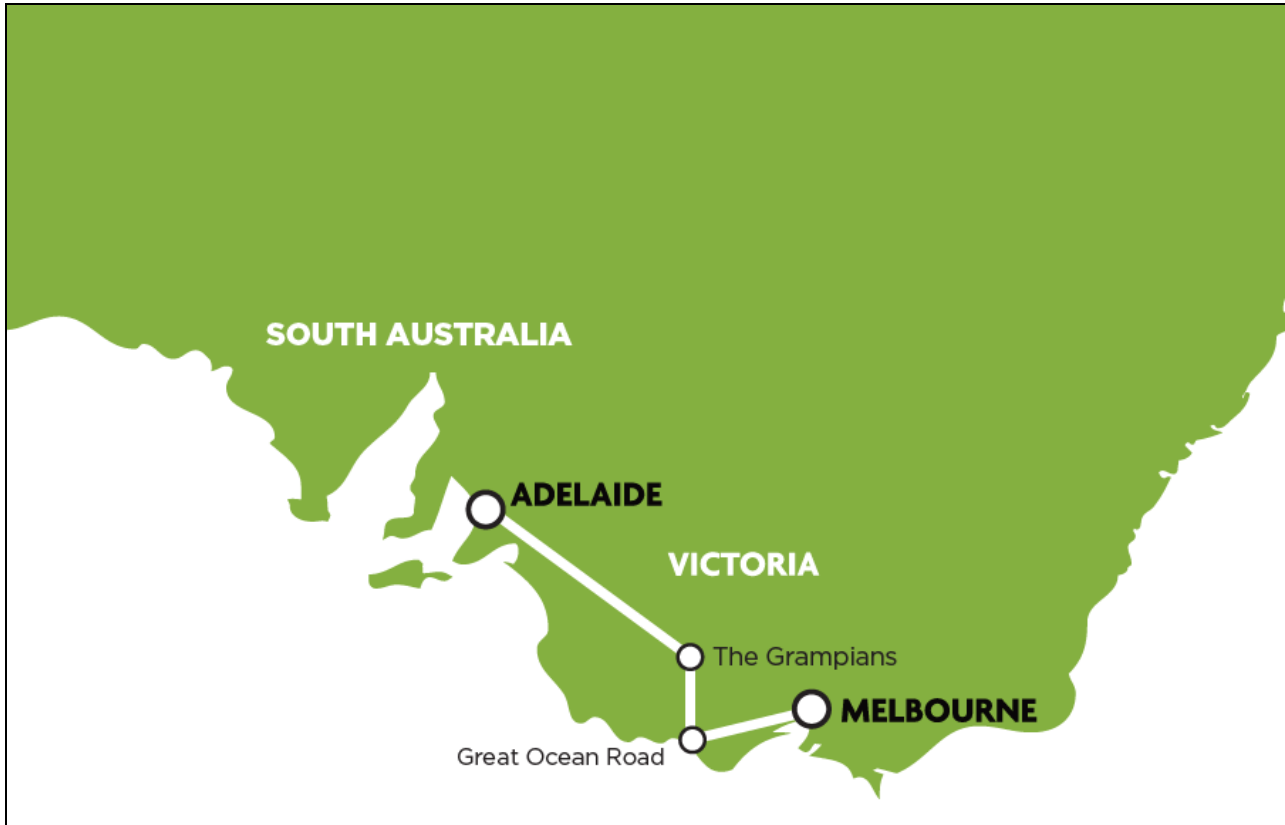 SOUTH AUSTRALIA
ADELAIDE
VICTORIA
The Grampians
MELBOURNE
Great Ocean Road